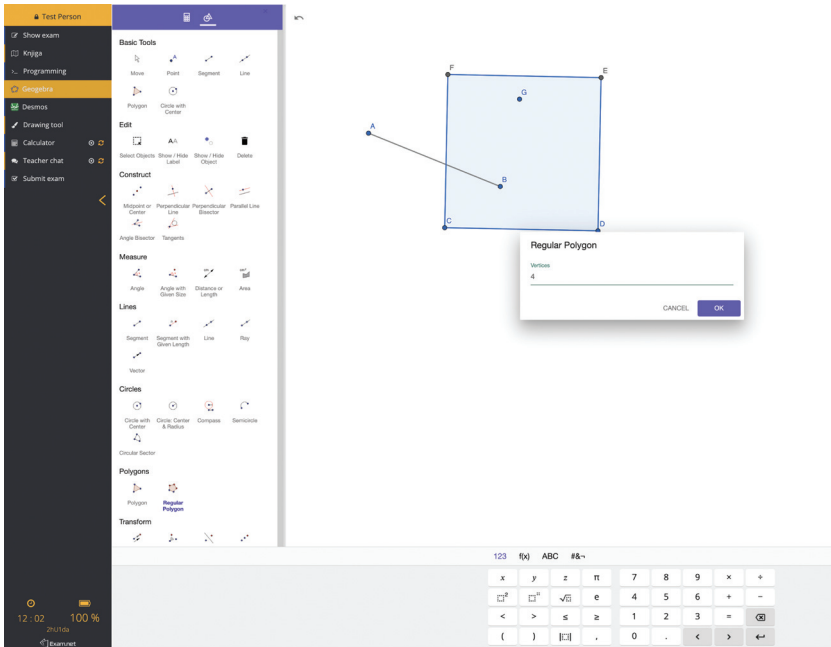 Test Person
Show exam
Knjiga
Programming
Geogebra
Desmos
Drawing tool
Calculator
Teacher chat
Submit exam
12:02 100 %
Exam.net
Basic Tools
Move Point Segment Line
Polygon Circle with Center
Edit
Select Objects Show / Hide Label Show / Hide Object Delete
Construct
Midpoint or Center Perpendicular Line Perpendicular Bisector Parallel Line
Angle Bisector Tangents
Measure
Angle Angle with Given Size Distance or Length Area
Lines
Segment Segment with Given Length Line Ray
Vector
Circles
Circle with Center Circle: Center & Radius Compass Semicircle
Circular Sector
Polygons
Polygon Regular Polygon
Transform
F
E
G
A
B
C
D
Regular Polygon
Vertices
4
CANCEL OK
123 f(x) ABC #&¬
x y z π 7 8 9 × ÷
e 4 5 6 + −
< > ≤ ≥ 1 2 3 =
( ) , 0 .